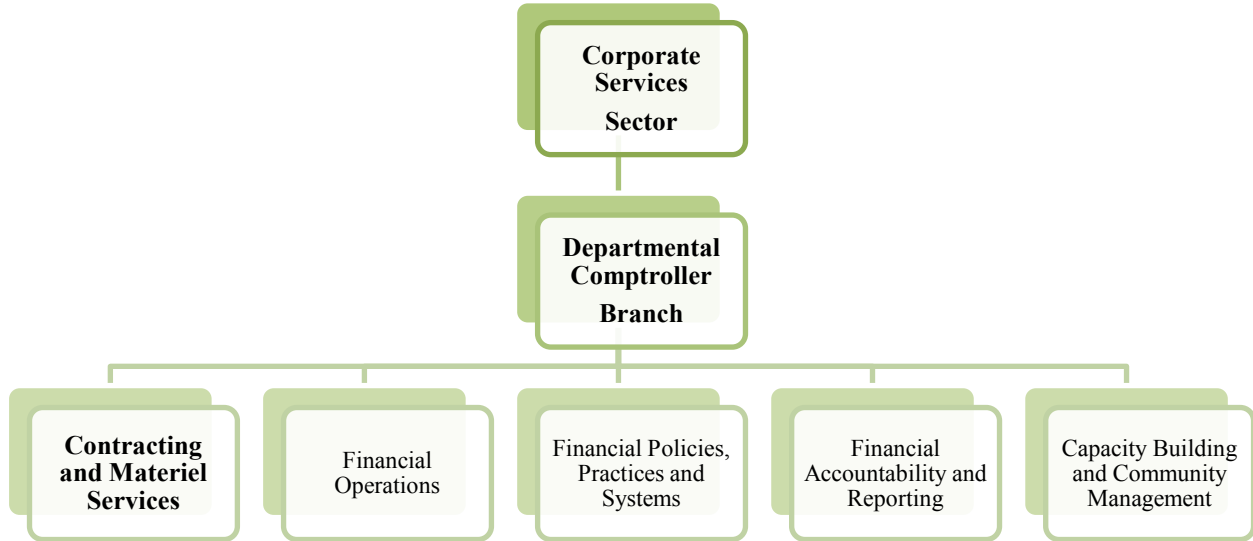 Corporate
Services
Sector
Departmental
Comptroller
Branch
Contracting
and Materiel
Services
Financial
Operations
Financial Policies,
Practices and
Systems
Financial
Accountability and
Reporting
Capacity Building
and Community
Management